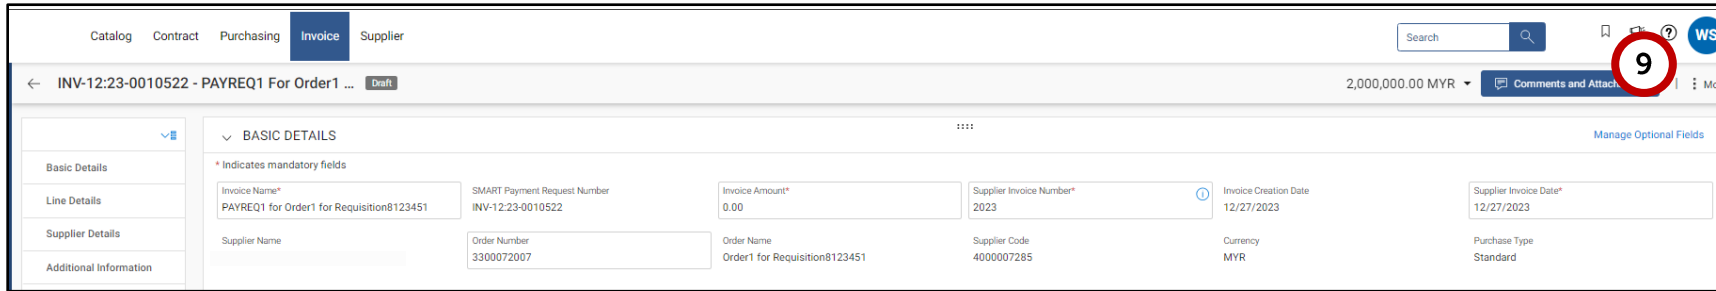 Catalog Contract Purchasing Invoice Supplier Search WS
INV-12:23-0010522 - PAYREQ1 For Order1 ... Draft 2,000,000.00 MYR Comments and Attach 9 Mo
BASIC DETAILS Manage Optional Fields
* Indicates mandatory fields
Basic Details
Line Details
Supplier Details
Additional Information
Invoice Name* SMART Payment Request Number Invoice Amount* Supplier Invoice Number* Invoice Creation Date Supplier Invoice Date*
PAYREQ1 for Order1 for Requisition8123451 INV-12:23-0010522 0.00 2023 12/27/2023 12/27/2023
Supplier Name Order Number Order Name Supplier Code Currency Purchase Type
3300072007 Order1 for Requisition8123451 4000007285 MYR Standard